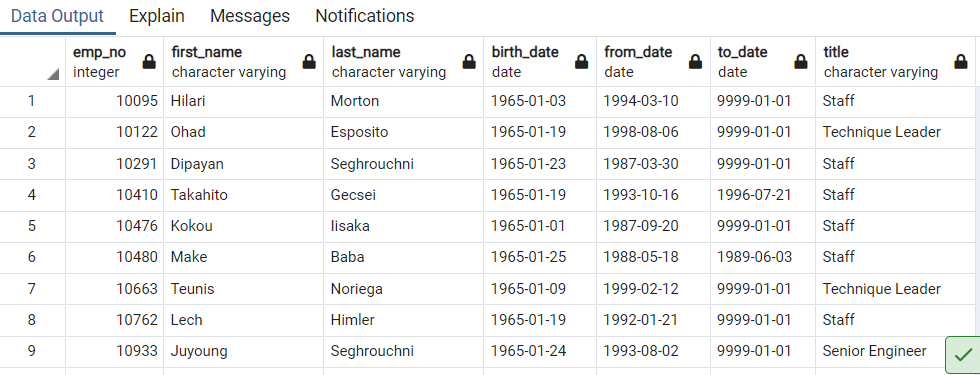 Data Output Explain Messages Notifications
emp_no first_name last_name birth_date from_date to_date title
integer character varying character varying date date date character varying
1 10095 Hilari Morton 1965-01-03 1994-03-10 9999-01-01 Staff
2 10122 Ohad Esposito 1965-01-19 1998-08-06 9999-01-01 Technique Leader
3 10291 Dipayan Seghrouchni 1965-01-23 1987-03-30 9999-01-01 Staff
4 10410 Takahito Gecsei 1965-01-19 1993-10-16 1996-07-21 Staff
5 10476 Kokou Iisaka 1965-01-01 1987-09-20 9999-01-01 Staff
6 10480 Make Baba 1965-01-25 1988-05-18 1989-06-03 Staff
7 10663 Teunis Noriega 1965-01-09 1999-02-12 9999-01-01 Technique Leader
8 10762 Lech Himler 1965-01-19 1992-01-21 9999-01-01 Staff
9 10933 Juyoung Seghrouchni 1965-01-24 1993-08-02 9999-01-01 Senior Engineer